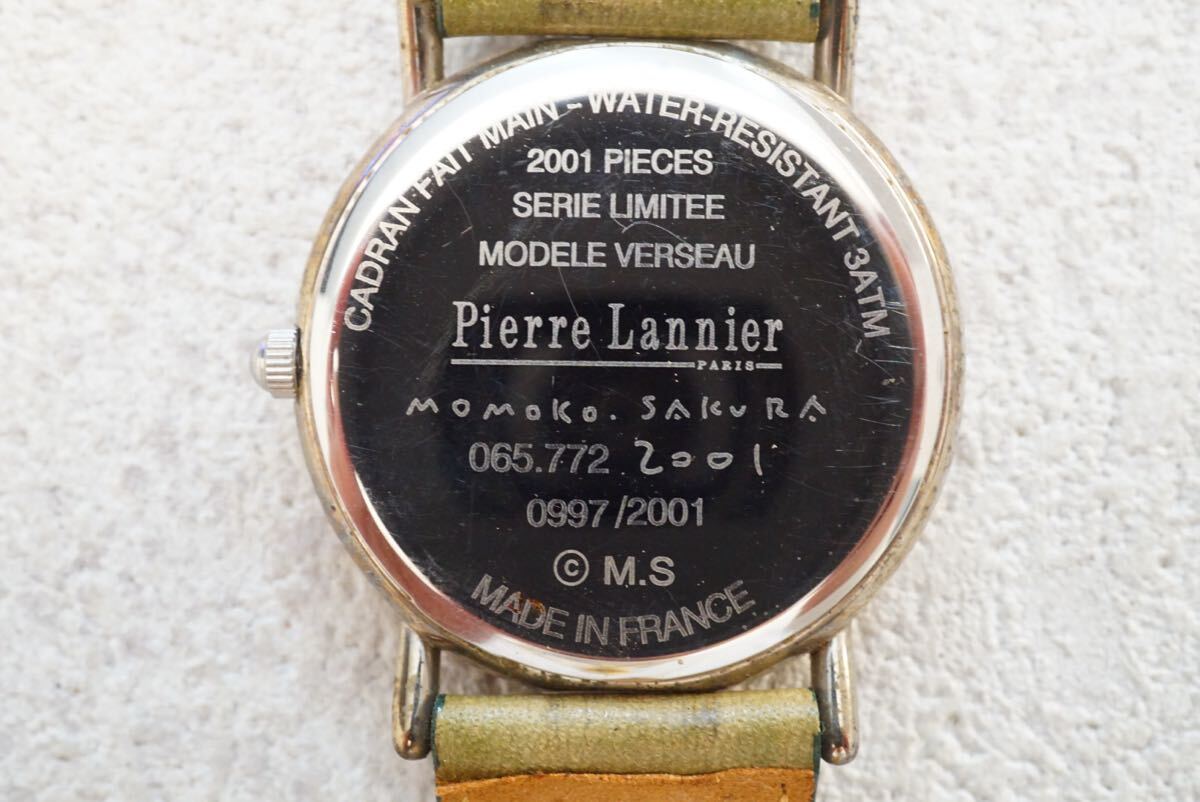 CADRAN FAIT MAIN - WATER-RESISTANT 3ATM
2001 PIECES
SERIE LIMITEE
MODELE VERSEAU
Pierre Lannier
PARIS
MOMOKO. SAKURA
065.772 2001
0997/2001
© M.S
MADE IN FRANCE